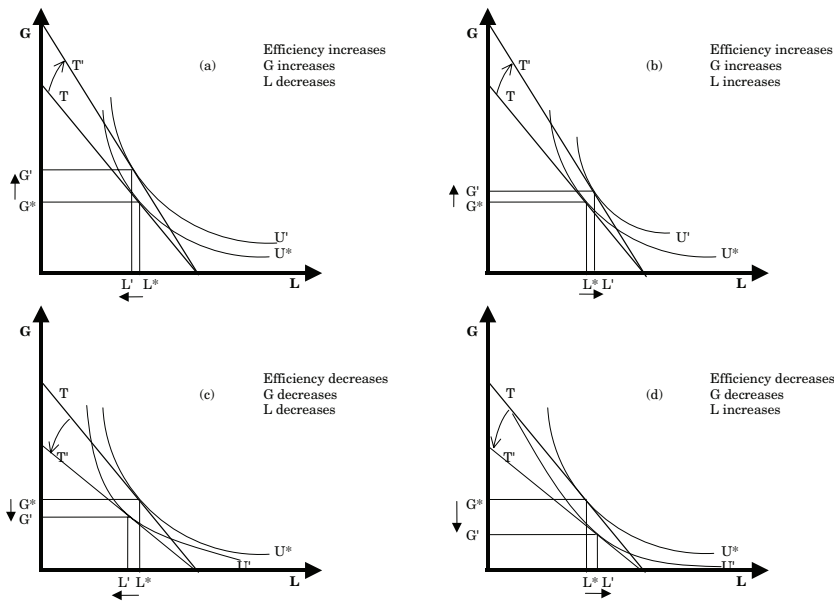 G
T'
T
(a)
Efficiency increases
G increases
L decreases
G'
G*
U'
U*
L' L*
L
G
T'
T
(b)
Efficiency increases
G increases
L increases
G'
G*
U'
U*
L* L'
L
G
T
T'
(c)
Efficiency decreases
G decreases
L decreases
G*
G'
U*
U'
L' L*
L
G
T
T'
(d)
Efficiency decreases
G decreases
L increases
G*
G'
U*
U'
L* L'
L